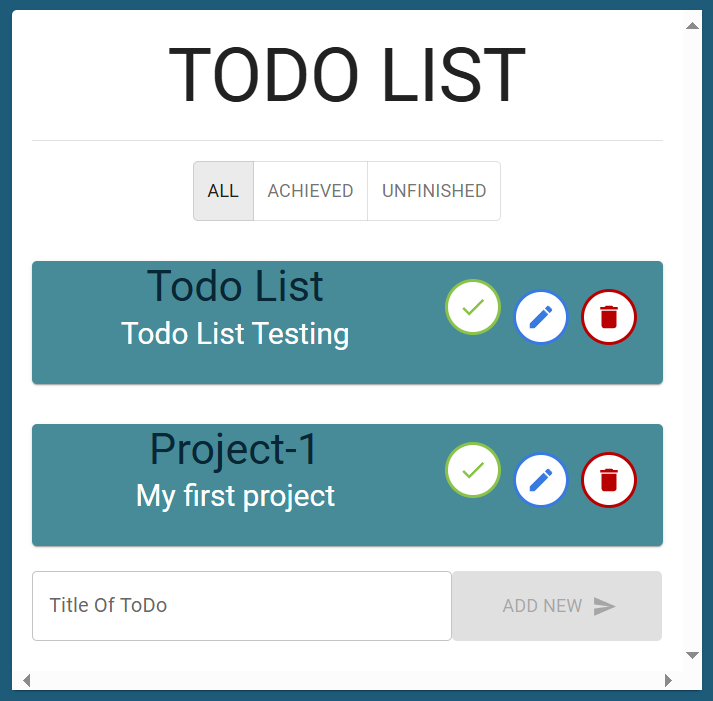 TODO LIST
ALL ACHIEVED UNFINISHED
Todo List
Todo List Testing
Project-1
My first project
Title Of ToDo ADD NEW